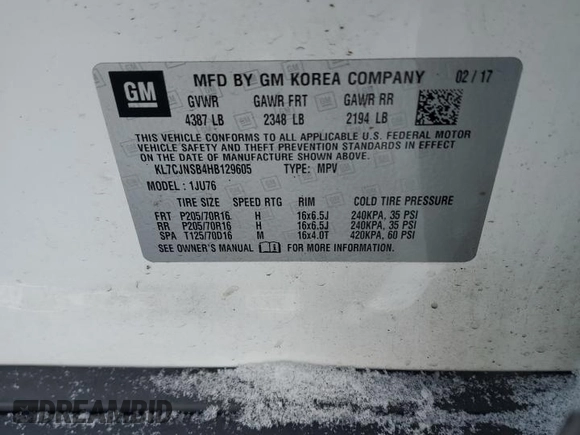 GM
MFD BY GM KOREA COMPANY 02/17
GVWR GAWR FRT GAWR RR
4387 LB 2348 LB 2194 LB
THIS VEHICLE CONFORMS TO ALL APPLICABLE U.S. FEDERAL MOTOR
VEHICLE SAFETY AND THEFT PREVENTION STANDARDS IN EFFECT
ON THE DATE OF MANUFACTURE SHOWN ABOVE.
KL7CJNSB4HB129605 TYPE: MPV
MODEL : 1JU76
TIRE SIZE SPEED RTG RIM COLD TIRE PRESSURE
FRT P205/70R16 H 16x6.5J 240KPA, 35 PSI
RR P205/70R16 H 16x6.5J 240KPA, 35 PSI
SPA T125/70D16 M 16x4.0T 420KPA, 60 PSI
SEE OWNER'S MANUAL FOR MORE INFORMATION
DREAMBID